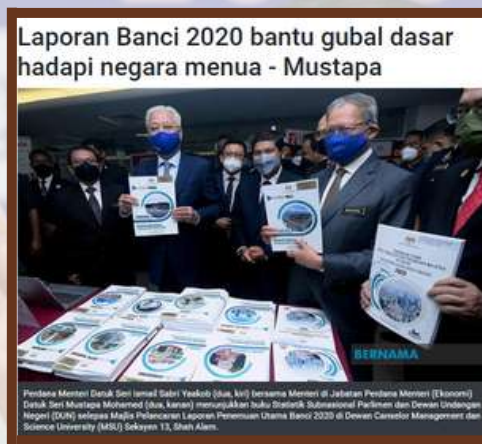 Laporan Banci 2020 bantu gubal dasar
hadapi negara menua - Mustapa
2020
BERNAMA
Perdana Menteri Datuk Seri Ismail Sabri Yaakob (dua, kiri) bersama Menteri di Jabatan Perdana Menteri (Ekonomi)
Datuk Seri Mustapa Mohamed (dua, kanan) menunjukkan buku Statistik Subnasional Parlimen dan Dewan Undangan
Negeri (DUN) selepas Majlis Pelancaran Laporan Penemuan Utama Banci 2020 di Dewan Canselor Management dan
Science University (MSU) Seksyen 13, Shah Alam.